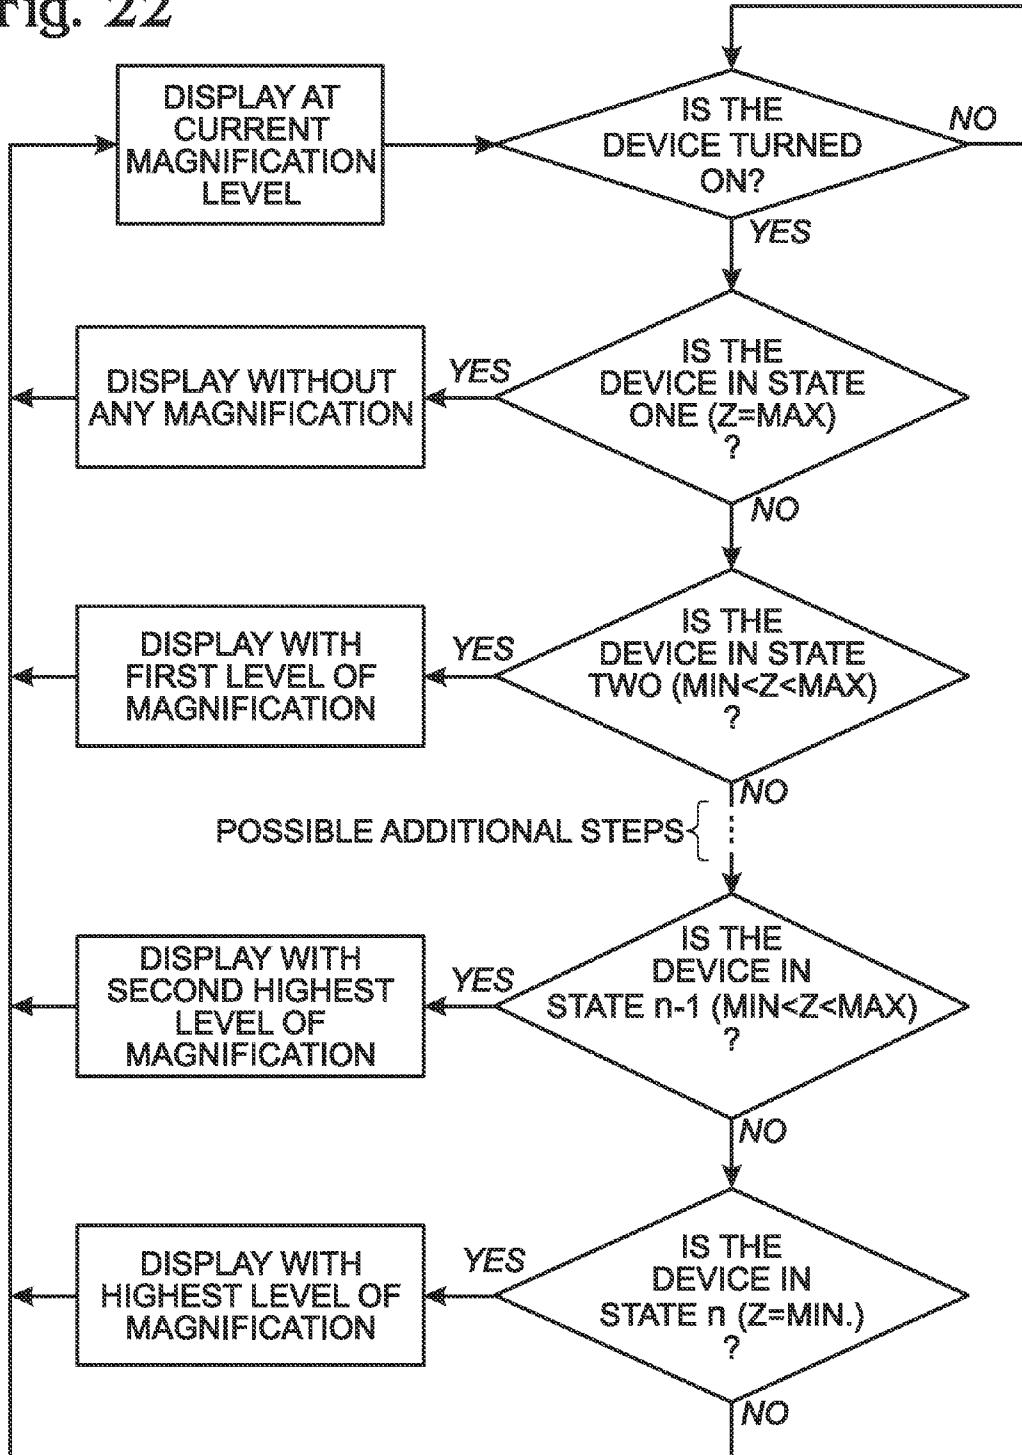 Fig. 22
DISPLAY AT
CURRENT
MAGNIFICATION
LEVEL
IS THE
DEVICE TURNED
ON?
NO
YES
DISPLAY WITHOUT
ANY MAGNIFICATION
YES
IS THE
DEVICE IN STATE
ONE (Z=MAX)
?
NO
DISPLAY WITH
FIRST LEVEL OF
MAGNIFICATION
YES
IS THE
DEVICE IN STATE
TWO (MIN<Z<MAX)
?
NO
POSSIBLE ADDITIONAL STEPS
DISPLAY WITH
SECOND HIGHEST
LEVEL OF
MAGNIFICATION
YES
IS THE
DEVICE IN
STATE n-1 (MIN<Z<MAX)
?
NO
DISPLAY WITH
HIGHEST LEVEL OF
MAGNIFICATION
YES
IS THE
DEVICE IN
STATE n (Z=MIN.)
?
NO